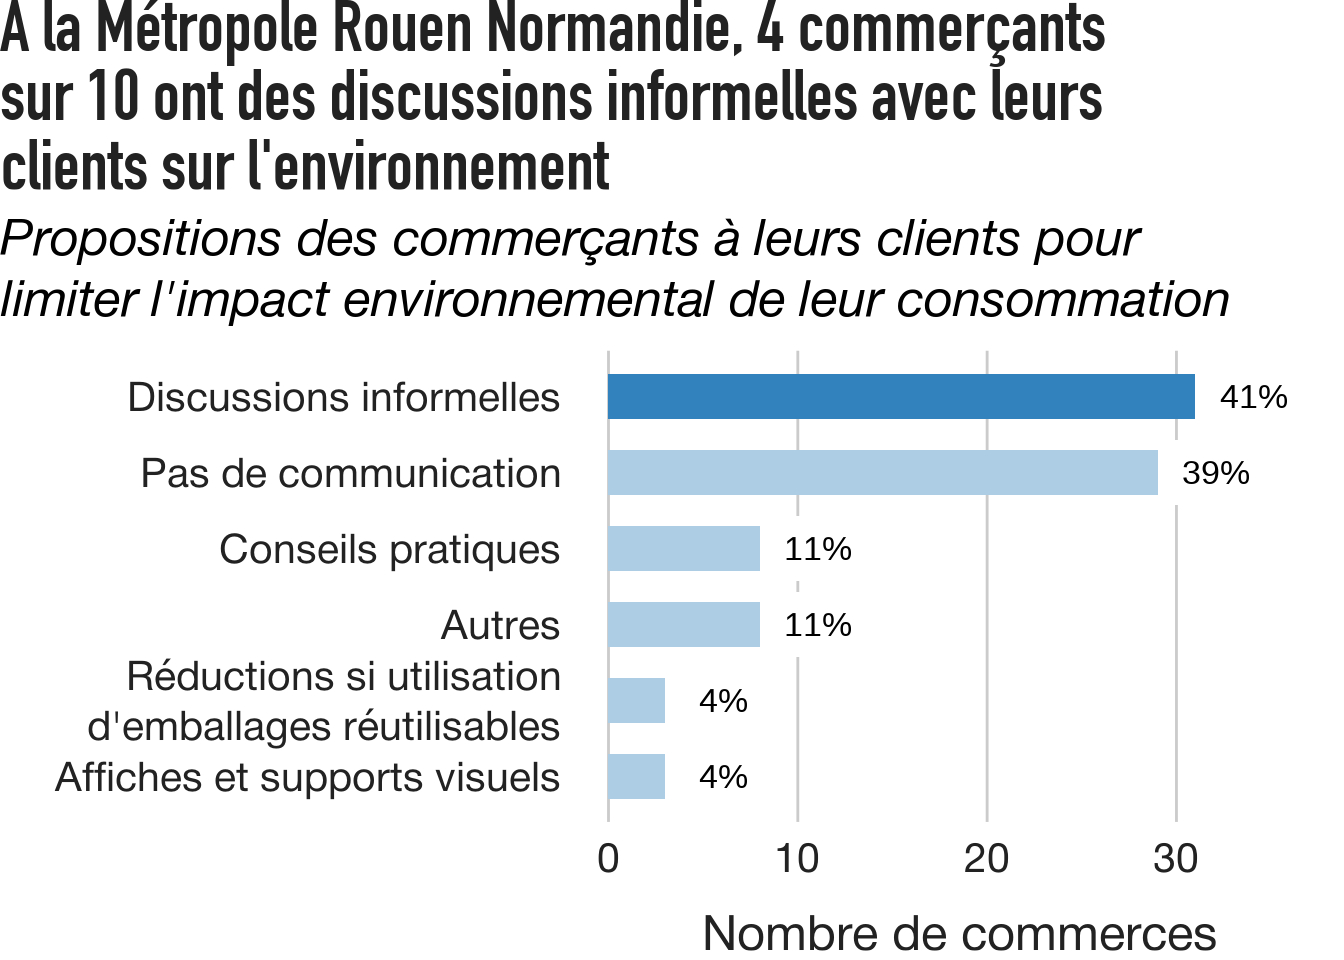 A la Métropole Rouen Normandie, 4 commerçants
sur 10 ont des discussions informelles avec leurs
clients sur l'environnement
Propositions des commerçants à leurs clients pour
limiter l'impact environnemental de leur consommation
Discussions informelles
41%
Pas de communication
39%
Conseils pratiques
11%
Autres
11%
Réductions si utilisation
d'emballages réutilisables
4%
Affiches et supports visuels
4%
0 10 20 30
Nombre de commerces